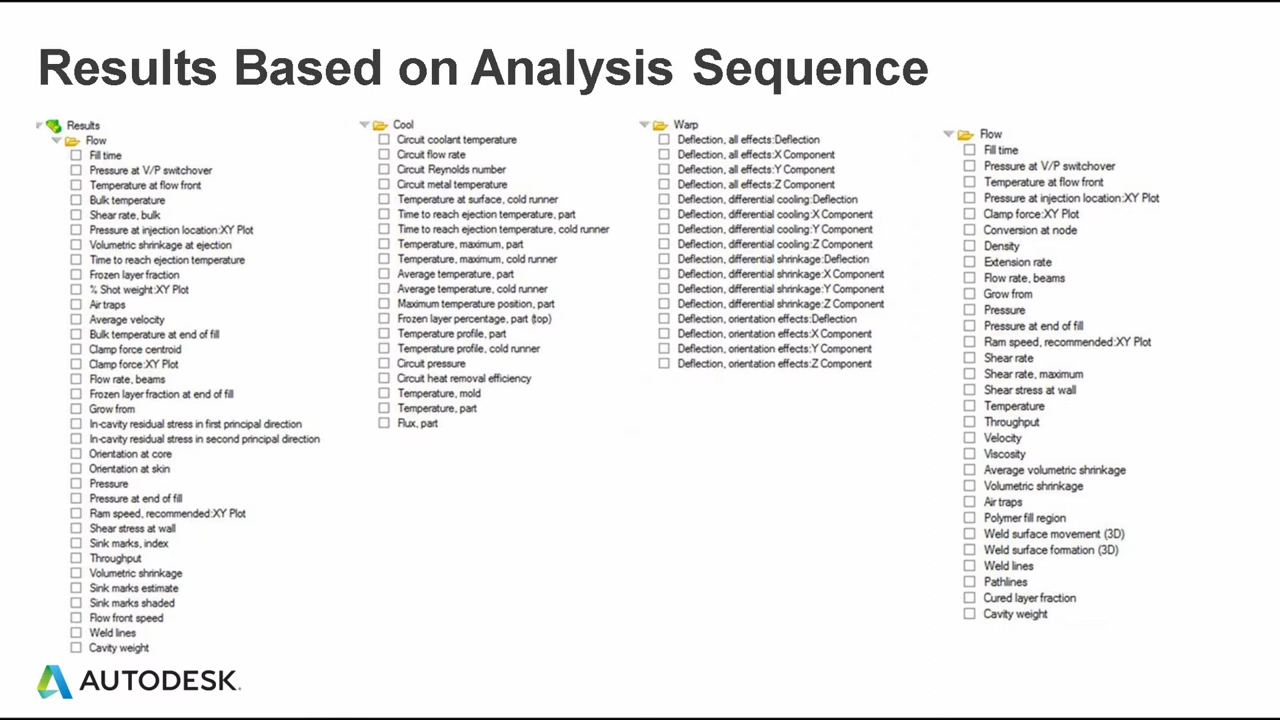 Results Based on Analysis Sequence
Results
Flow
Fill time
Pressure at V/P switchover
Temperature at flow front
Bulk temperature
Shear rate, bulk
Pressure at injection location:XY Plot
Volumetric shrinkage at ejection
Time to reach ejection temperature
Frozen layer fraction
% Shot weight:XY Plot
Air traps
Average velocity
Bulk temperature at end of fill
Clamp force centroid
Clamp force:XY Plot
Flow rate, beams
Frozen layer fraction at end of fill
Grow from
In-cavity residual stress in first principal direction
In-cavity residual stress in second principal direction
Orientation at core
Orientation at skin
Pressure
Pressure at end of fill
Ram speed, recommended:XY Plot
Shear stress at wall
Sink marks, index
Throughput
Volumetric shrinkage
Sink marks estimate
Sink marks shaded
Flow front speed
Weld lines
Cavity weight
Cool
Circuit coolant temperature
Circuit flow rate
Circuit Reynolds number
Circuit metal temperature
Temperature at surface, cold runner
Time to reach ejection temperature, part
Time to reach ejection temperature, cold runner
Temperature, maximum, part
Temperature, maximum, cold runner
Average temperature, part
Average temperature, cold runner
Maximum temperature position, part
Frozen layer percentage, part (top)
Temperature profile, part
Temperature profile, cold runner
Circuit pressure
Circuit heat removal efficiency
Temperature, mold
Temperature, part
Flux, part
Warp
Deflection, all effects:Deflection
Deflection, all effects:X Component
Deflection, all effects:Y Component
Deflection, all effects:Z Component
Deflection, differential cooling:Deflection
Deflection, differential cooling:X Component
Deflection, differential cooling:Y Component
Deflection, differential cooling:Z Component
Deflection, differential shrinkage:Deflection
Deflection, differential shrinkage:X Component
Deflection, differential shrinkage:Y Component
Deflection, differential shrinkage:Z Component
Deflection, orientation effects:Deflection
Deflection, orientation effects:X Component
Deflection, orientation effects:Y Component
Deflection, orientation effects:Z Component
Flow
Fill time
Pressure at V/P switchover
Temperature at flow front
Pressure at injection location:XY Plot
Clamp force:XY Plot
Conversion at node
Density
Extension rate
Flow rate, beams
Grow from
Pressure
Pressure at end of fill
Ram speed, recommended:XY Plot
Shear rate
Shear rate, maximum
Shear stress at wall
Temperature
Throughput
Velocity
Viscosity
Average volumetric shrinkage
Volumetric shrinkage
Air traps
Polymer fill region
Weld surface movement (3D)
Weld surface formation (3D)
Weld lines
Pathlines
Cured layer fraction
Cavity weight
AUTODESK.